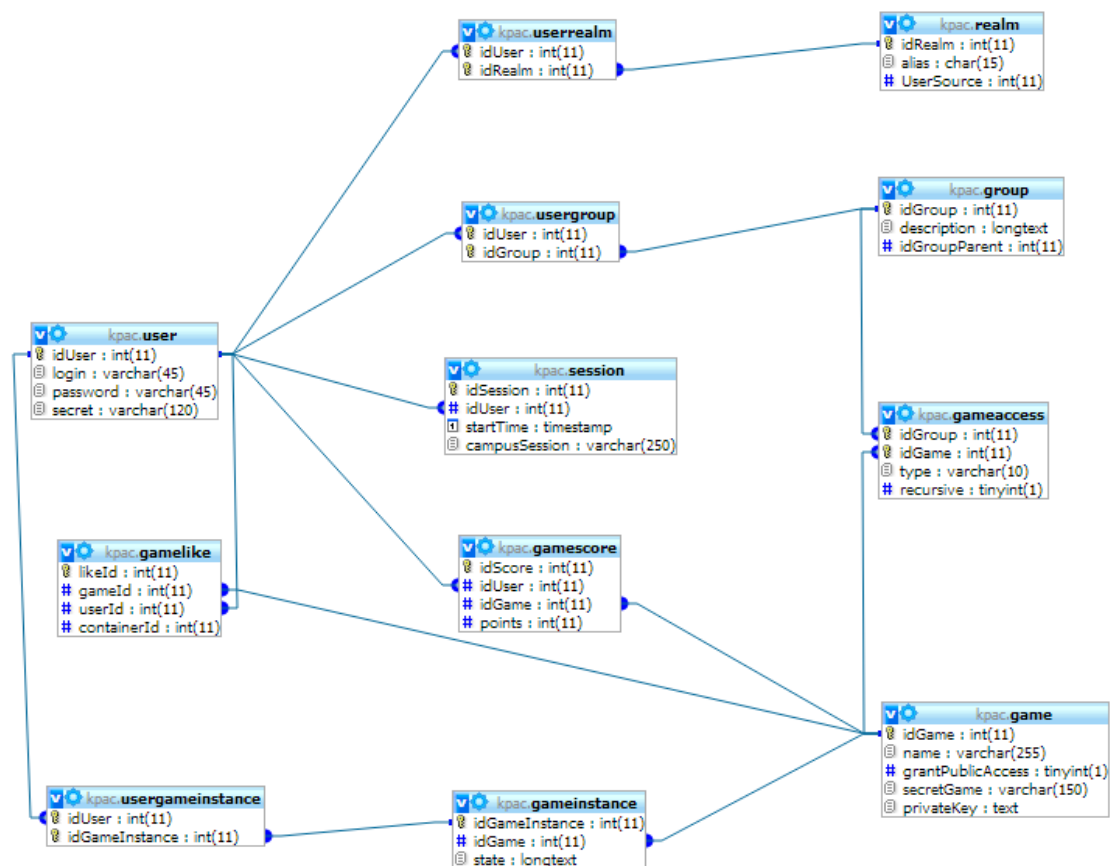 kpac.userrealm
idUser : int(11)
idRealm : int(11)
kpac.realm
idRealm : int(11)
alias : char(15)
# UserSource : int(11)
kpac.usergroup
idUser : int(11)
idGroup : int(11)
kpac.group
idGroup : int(11)
description : longtext
# idGroupParent : int(11)
kpac.user
idUser : int(11)
login : varchar(45)
password : varchar(45)
secret : varchar(120)
kpac.session
idSession : int(11)
# idUser : int(11)
startTime : timestamp
campusSession : varchar(250)
kpac.gameaccess
idGroup : int(11)
idGame : int(11)
type : varchar(10)
# recursive : tinyint(1)
kpac.gamelike
likeId : int(11)
# gameId : int(11)
# userId : int(11)
# containerId : int(11)
kpac.gamescore
idScore : int(11)
# idUser : int(11)
# idGame : int(11)
# points : int(11)
kpac.game
idGame : int(11)
name : varchar(255)
# grantPublicAccess : tinyint(1)
secretGame : varchar(150)
privateKey : text
kpac.usergameinstance
idUser : int(11)
idGameInstance : int(11)
kpac.gameinstance
idGameInstance : int(11)
# idGame : int(11)
state : longtext